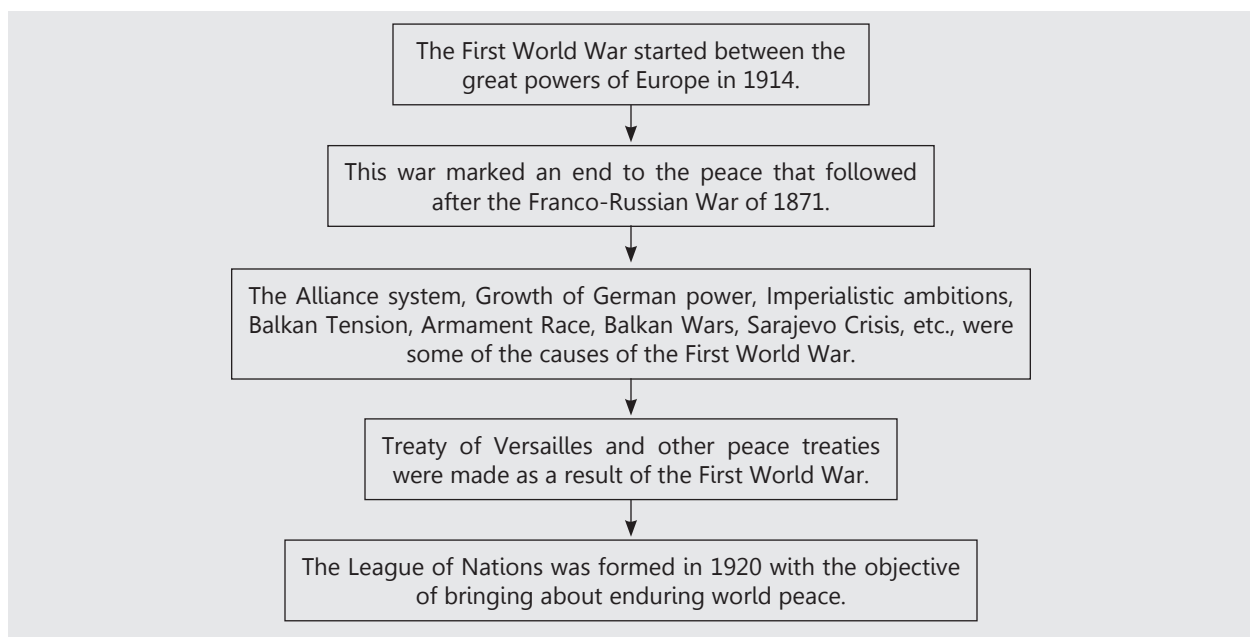 The First World War started between the
great powers of Europe in 1914.
This war marked an end to the peace that followed
after the Franco-Russian War of 1871.
The Alliance system, Growth of German power, Imperialistic ambitions,
Balkan Tension, Armament Race, Balkan Wars, Sarajevo Crisis, etc., were
some of the causes of the First World War.
Treaty of Versailles and other peace treaties
were made as a result of the First World War.
The League of Nations was formed in 1920 with the objective
of bringing about enduring world peace.